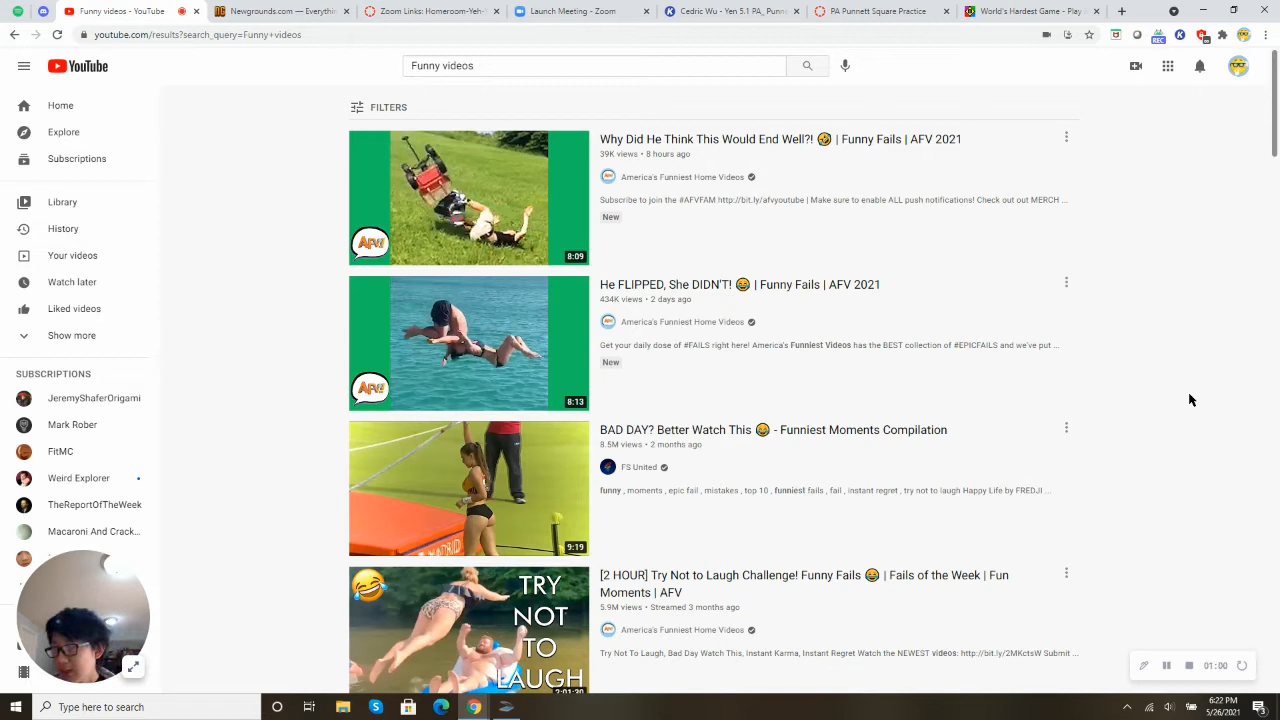 Funny videos - YouTube
Newgrounds.com — Everythin
Zoom Links: Homeroom-Yeh-
Launch Meeting - Zoom
Cedric Wu - Yen 5.1 PA_Punne
PA Punnett Square Practice
World's Hardest Game - Play
youtube.com/results?search_query=Funny+videos
REC
YouTube
Funny videos
Home
Explore
Subscriptions
Library
History
Your videos
Watch later
Liked videos
Show more
SUBSCRIPTIONS
JeremyShaferOrigami
Mark Rober
FitMC
Weird Explorer
TheReportOfTheWeek
Macaroni And Crack...
FILTERS
AFV!
8:09
Why Did He Think This Would End Well?! 🤣 | Funny Fails | AFV 2021
39K views • 8 hours ago
America's Funniest Home Videos
Subscribe to join the #AFVFAM http://bit.ly/afvyoutube | Make sure to enable ALL push notifications! Check out out MERCH ...
New
AFV!
8:13
He FLIPPED, She DIDN'T! 😂 | Funny Fails | AFV 2021
434K views • 2 days ago
America's Funniest Home Videos
Get your daily dose of #FAILS right here! America's Funniest Videos has the BEST collection of #EPICFAILS and we've put ...
New
MADRID
9:19
BAD DAY? Better Watch This 😂 - Funniest Moments Compilation
8.5M views • 2 months ago
FS United
funny , moments , epic fail , mistakes , top 10 , funniest fails , fail , instant regret , try not to laugh Happy Life by FREDJI ...
TRY
NOT
TO
LAUGH
2:01:30
[2 HOUR] Try Not to Laugh Challenge! Funny Fails 😂 | Fails of the Week | Fun
Moments | AFV
5.9M views • Streamed 3 months ago
America's Funniest Home Videos
Try Not To Laugh, Bad Day Watch This, Instant Karma, Instant Regret Watch the NEWEST videos: http://bit.ly/2MKctsW Submit ...
01:00
Type here to search
6:22 PM
5/26/2021